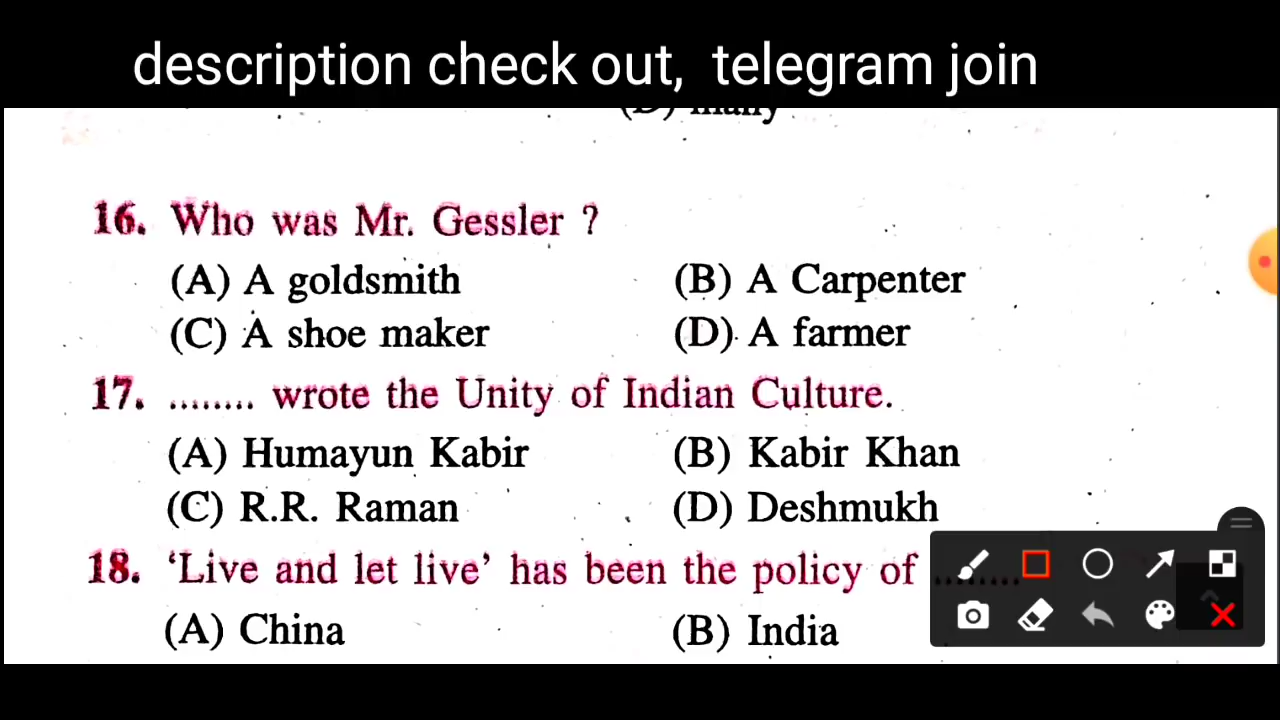 description check out, telegram join
(D) many
16. Who was Mr. Gessler ?
(A) A goldsmith (B) A Carpenter
(C) A shoe maker (D) A farmer
17. ........ wrote the Unity of Indian Culture.
(A) Humayun Kabir (B) Kabir Khan
(C) R.R. Raman (D) Deshmukh
18. ‘Live and let live’ has been the policy of ........
(A) China (B) India